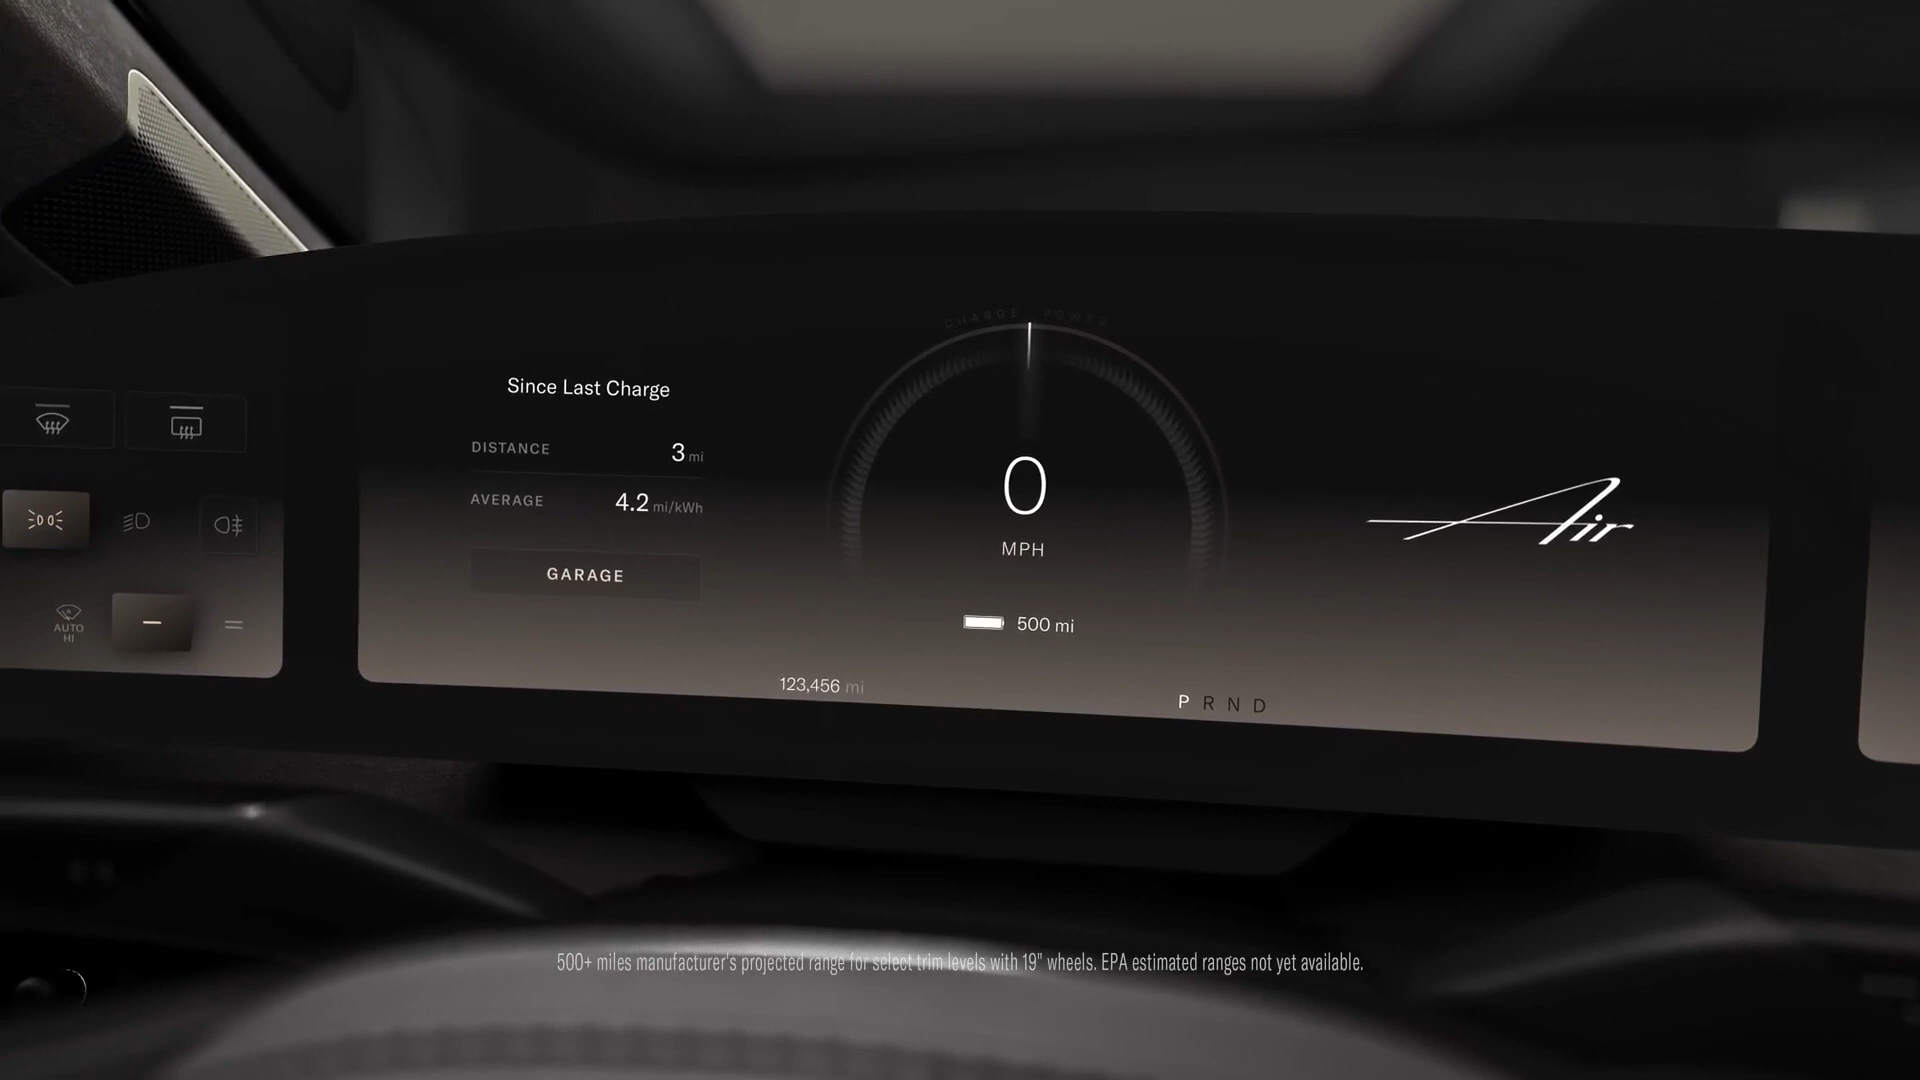 CHARGE POWER
Since Last Charge
DISTANCE 3 mi
AVERAGE 4.2 mi/kWh
GARAGE
0
MPH
500 mi
123,456 mi
P R N D
Air
AUTO
HI
500+ miles manufacturer's projected range for select trim levels with 19" wheels. EPA estimated ranges not yet available.